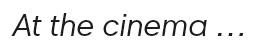 At the cinema ...